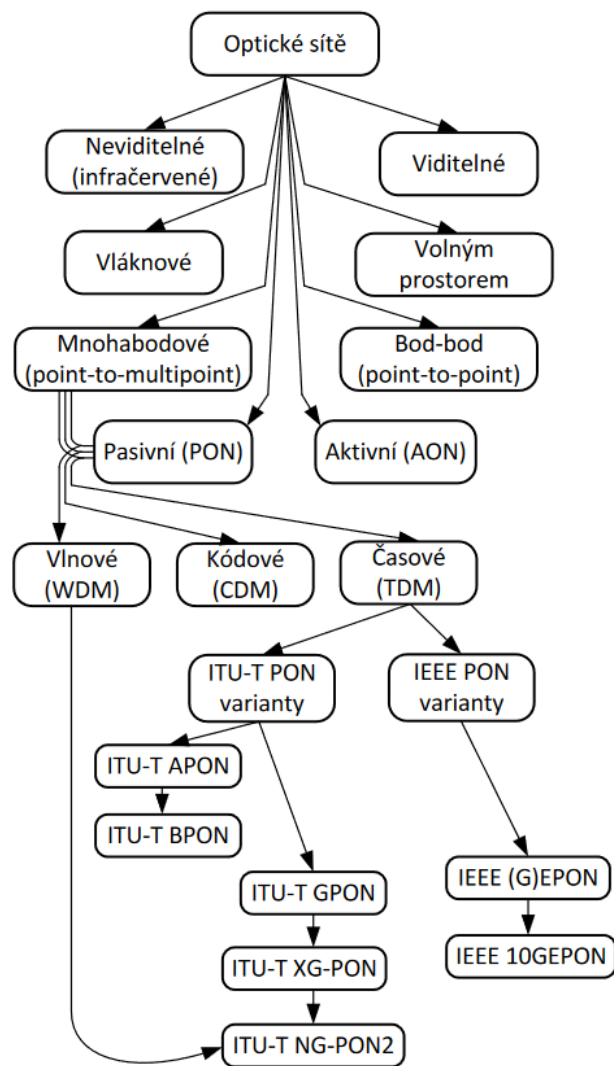 Optické sítě
Neviditelné
(infračervené)
Viditelné
Vláknové
Volným
prostorem
Mnohabodové
(point-to-multipoint)
Bod-bod
(point-to-point)
Pasivní (PON)
Aktivní (AON)
Vlnové
(WDM)
Kódové
(CDM)
Časové
(TDM)
ITU-T PON
varianty
IEEE PON
varianty
ITU-T APON
ITU-T BPON
ITU-T GPON
IEEE (G)EPON
ITU-T XG-PON
IEEE 10GEPON
ITU-T NG-PON2